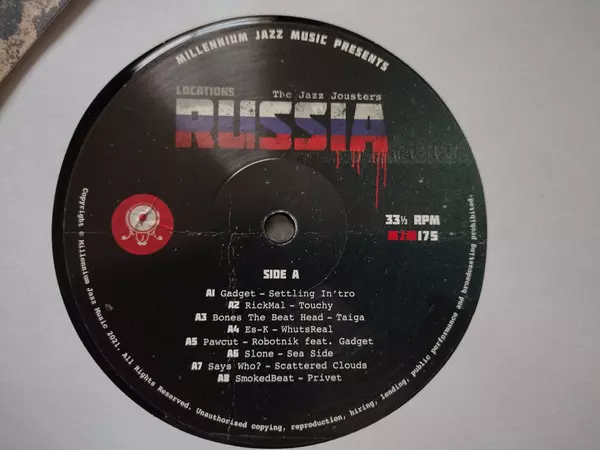 MILLENNIUM JAZZ MUSIC PRESENTS
LOCATIONS
The Jazz Jousters
RUSSIA
33⅓ RPM
MJM175
SIDE A
A1 Gadget - Settling In'tro
A2 RickMal - Touchy
A3 Bones The Beat Head - Taiga
A4 Es-K - WhutsReal
A5 Pawcut - Robotnik feat. Gadget
A6 Slone - Sea Side
A7 Says Who? - Scattered Clouds
A8 SmokedBeat - Privet
Copyright © Millennium Jazz Music 2021. All Rights Reserved. Unauthorised copying, reproduction, hiring, lending, public performance and broadcasting prohibited.